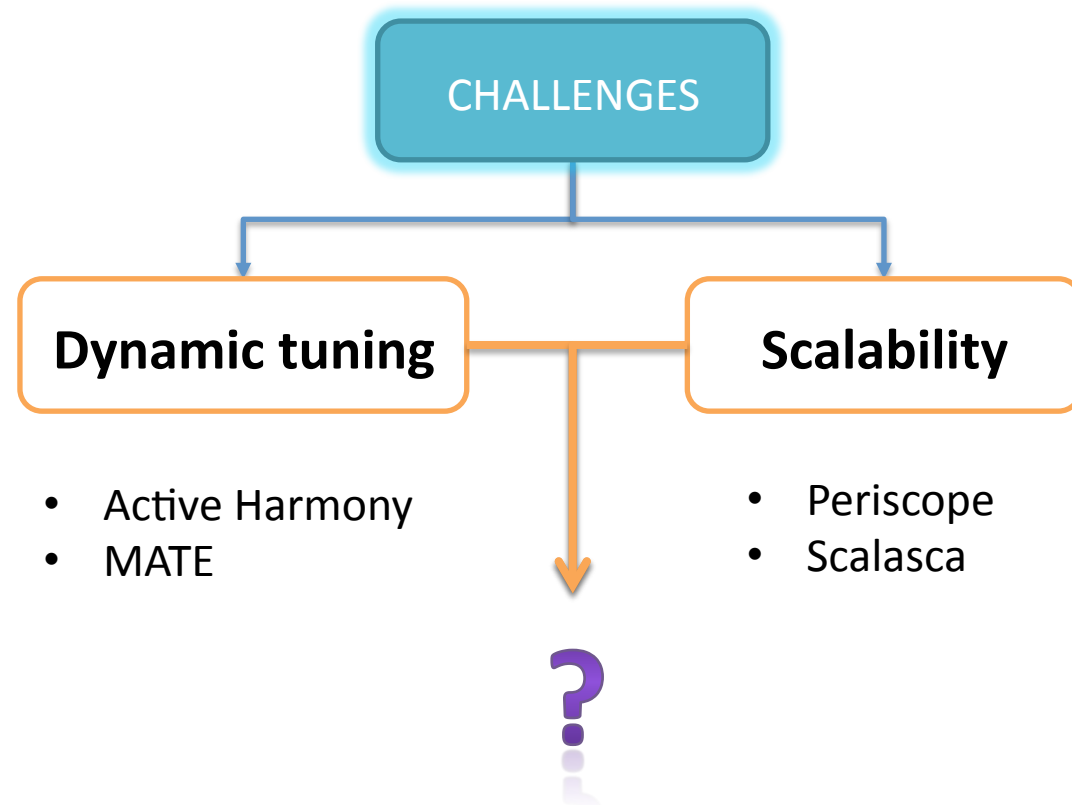 CHALLENGES
Dynamic tuning
Scalability
• Active Harmony
• MATE
• Periscope
• Scalasca
?